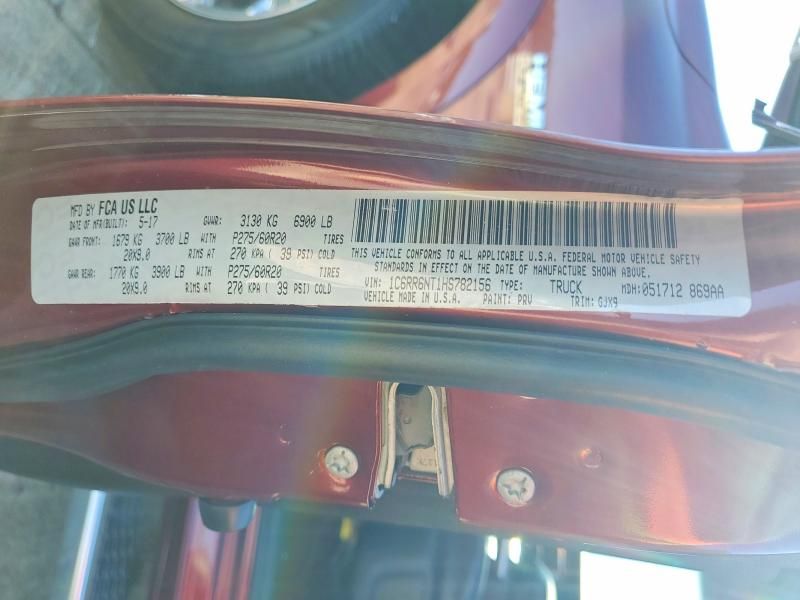 MFD BY FCA US LLC
DATE OF MFR(BUILT): 5-17 GVWR: 3130 KG 6900 LB
GAWR FRONT: 1679 KG 3700 LB WITH P275/60R20 TIRES
20X9.0 RIMS AT 270 KPA ( 39 PSI) COLD
GAWR REAR: 1770 KG 3900 LB WITH P275/60R20 TIRES
20X9.0 RIMS AT 270 KPA ( 39 PSI) COLD
THIS VEHICLE CONFORMS TO ALL APPLICABLE U.S.A. FEDERAL MOTOR VEHICLE SAFETY
STANDARDS IN EFFECT ON THE DATE OF MANUFACTURE SHOWN ABOVE.
VIN: 1C6RR6NT1HS782156 TYPE: TRUCK MDH: 051712 869AA
VEHICLE MADE IN U.S.A. PAINT: PRV TRIM: GJX9